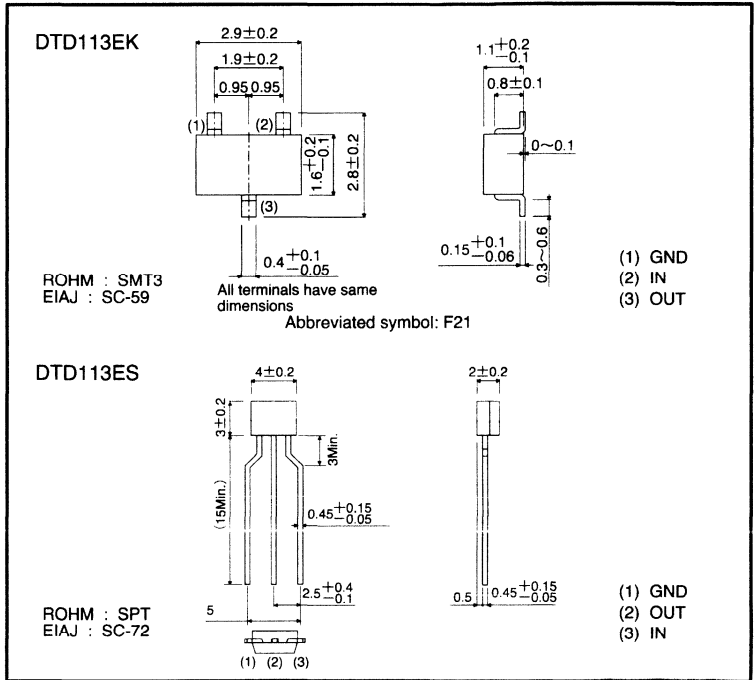 DTD113EK
2.9±0.2
1.9±0.2
0.95 0.95
(1)
(2)
(3)
1.6+0.2 −0.1
2.8±0.2
0.4+0.1 −0.05
All terminals have same
dimensions
1.1+0.2 −0.1
0.8±0.1
0~0.1
0.15+0.1 −0.06
0.3~0.6
ROHM : SMT3
EIAJ : SC-59
(1) GND
(2) IN
(3) OUT
Abbreviated symbol: F21
DTD113ES
4±0.2
2±0.2
3±0.2
3Min.
(15Min.)
0.45+0.15 −0.05
2.5+0.4 −0.1
5
0.5
0.45+0.15 −0.05
ROHM : SPT
EIAJ : SC-72
(1) (2) (3)
(1) GND
(2) OUT
(3) IN